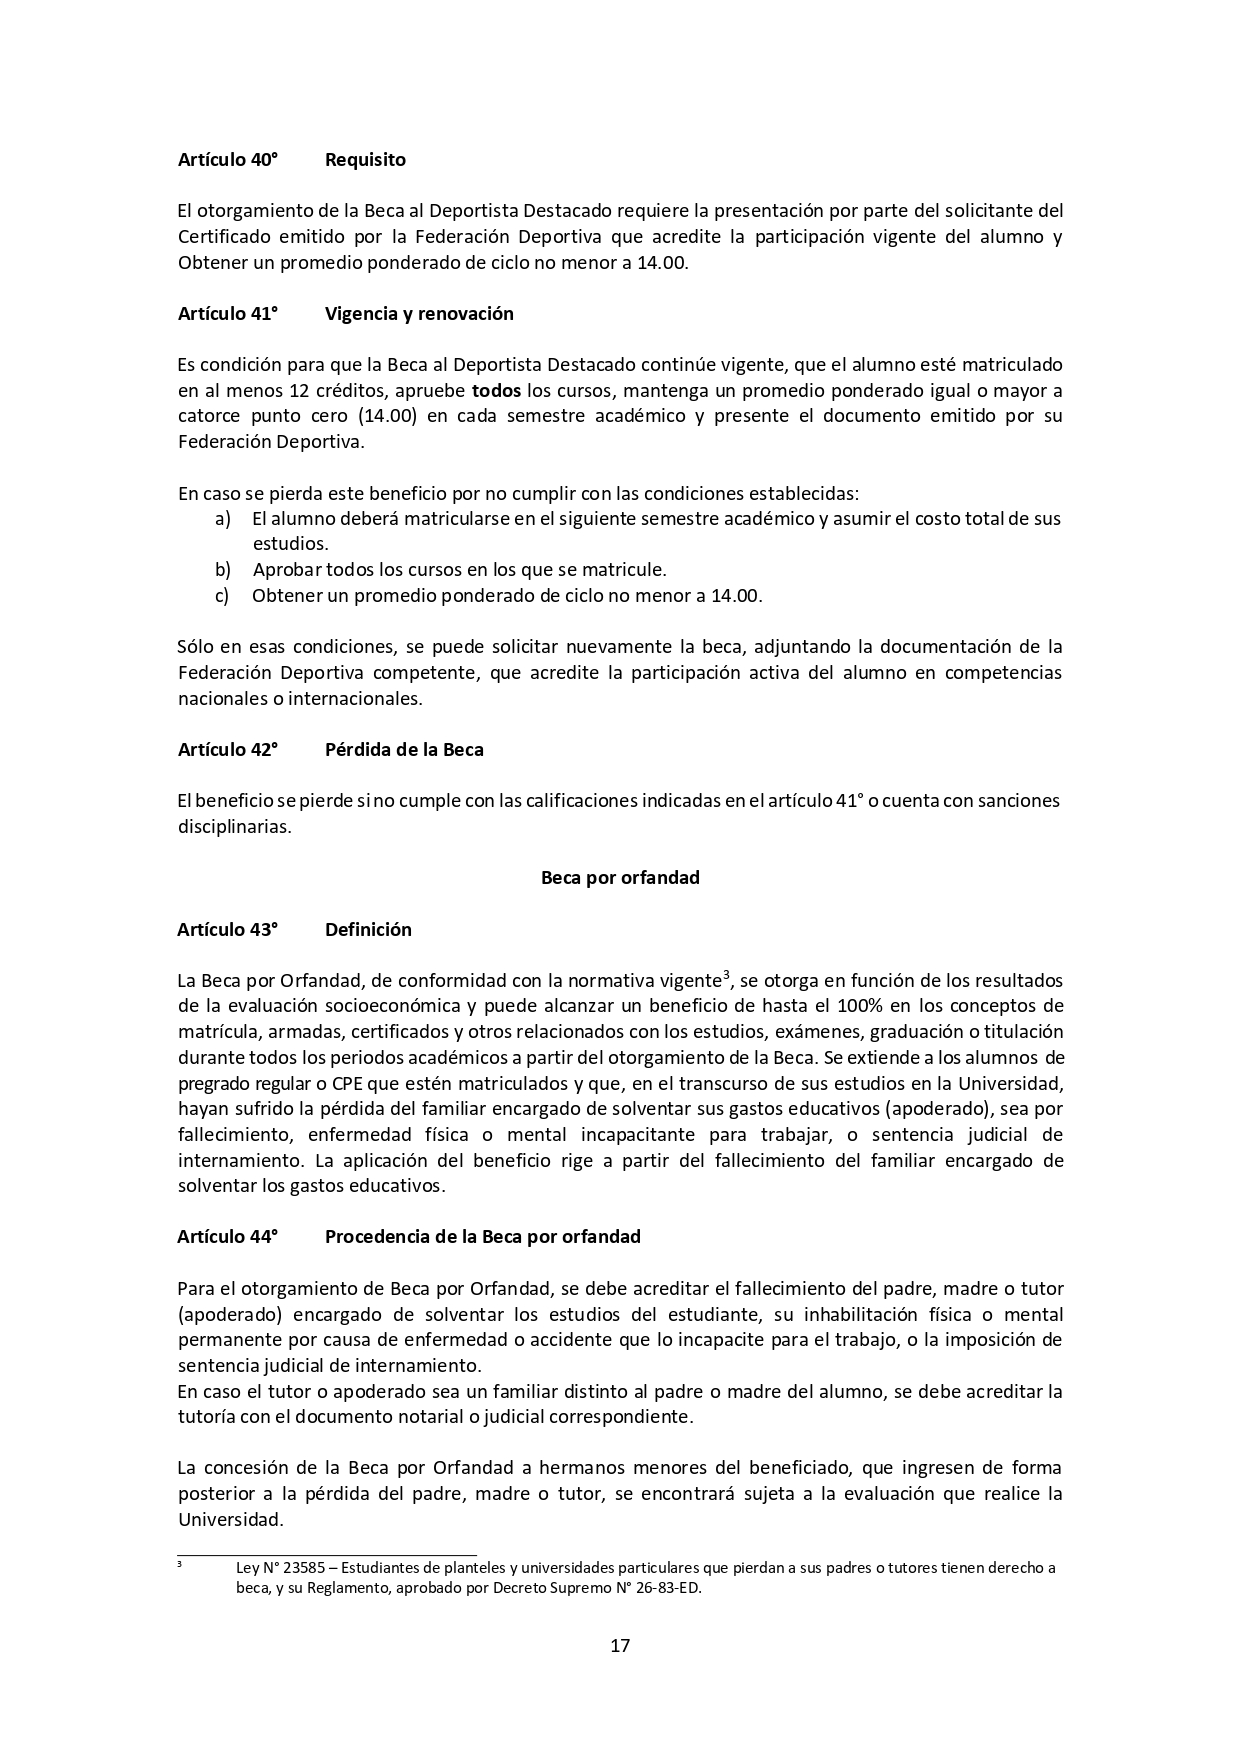 Artículo 40° Requisito
El otorgamiento de la Beca al Deportista Destacado requiere la presentación por parte del solicitante del
Certificado emitido por la Federación Deportiva que acredite la participación vigente del alumno y
Obtener un promedio ponderado de ciclo no menor a 14.00.
Artículo 41° Vigencia y renovación
Es condición para que la Beca al Deportista Destacado continúe vigente, que el alumno esté matriculado
en al menos 12 créditos, apruebe todos los cursos, mantenga un promedio ponderado igual o mayor a
catorce punto cero (14.00) en cada semestre académico y presente el documento emitido por su
Federación Deportiva.
En caso se pierda este beneficio por no cumplir con las condiciones establecidas:
a) El alumno deberá matricularse en el siguiente semestre académico y asumir el costo total de sus
estudios.
b) Aprobar todos los cursos en los que se matricule.
c) Obtener un promedio ponderado de ciclo no menor a 14.00.
Sólo en esas condiciones, se puede solicitar nuevamente la beca, adjuntando la documentación de la
Federación Deportiva competente, que acredite la participación activa del alumno en competencias
nacionales o internacionales.
Artículo 42° Pérdida de la Beca
El beneficio se pierde si no cumple con las calificaciones indicadas en el artículo 41° o cuenta con sanciones
disciplinarias.
Beca por orfandad
Artículo 43° Definición
La Beca por Orfandad, de conformidad con la normativa vigente3, se otorga en función de los resultados
de la evaluación socioeconómica y puede alcanzar un beneficio de hasta el 100% en los conceptos de
matrícula, armadas, certificados y otros relacionados con los estudios, exámenes, graduación o titulación
durante todos los periodos académicos a partir del otorgamiento de la Beca. Se extiende a los alumnos de
pregrado regular o CPE que estén matriculados y que, en el transcurso de sus estudios en la Universidad,
hayan sufrido la pérdida del familiar encargado de solventar sus gastos educativos (apoderado), sea por
fallecimiento, enfermedad física o mental incapacitante para trabajar, o sentencia judicial de
internamiento. La aplicación del beneficio rige a partir del fallecimiento del familiar encargado de
solventar los gastos educativos.
Artículo 44° Procedencia de la Beca por orfandad
Para el otorgamiento de Beca por Orfandad, se debe acreditar el fallecimiento del padre, madre o tutor
(apoderado) encargado de solventar los estudios del estudiante, su inhabilitación física o mental
permanente por causa de enfermedad o accidente que lo incapacite para el trabajo, o la imposición de
sentencia judicial de internamiento.
En caso el tutor o apoderado sea un familiar distinto al padre o madre del alumno, se debe acreditar la
tutoría con el documento notarial o judicial correspondiente.
La concesión de la Beca por Orfandad a hermanos menores del beneficiado, que ingresen de forma
posterior a la pérdida del padre, madre o tutor, se encontrará sujeta a la evaluación que realice la
Universidad.
3 Ley N° 23585 – Estudiantes de planteles y universidades particulares que pierdan a sus padres o tutores tienen derecho a
beca, y su Reglamento, aprobado por Decreto Supremo N° 26-83-ED.
17